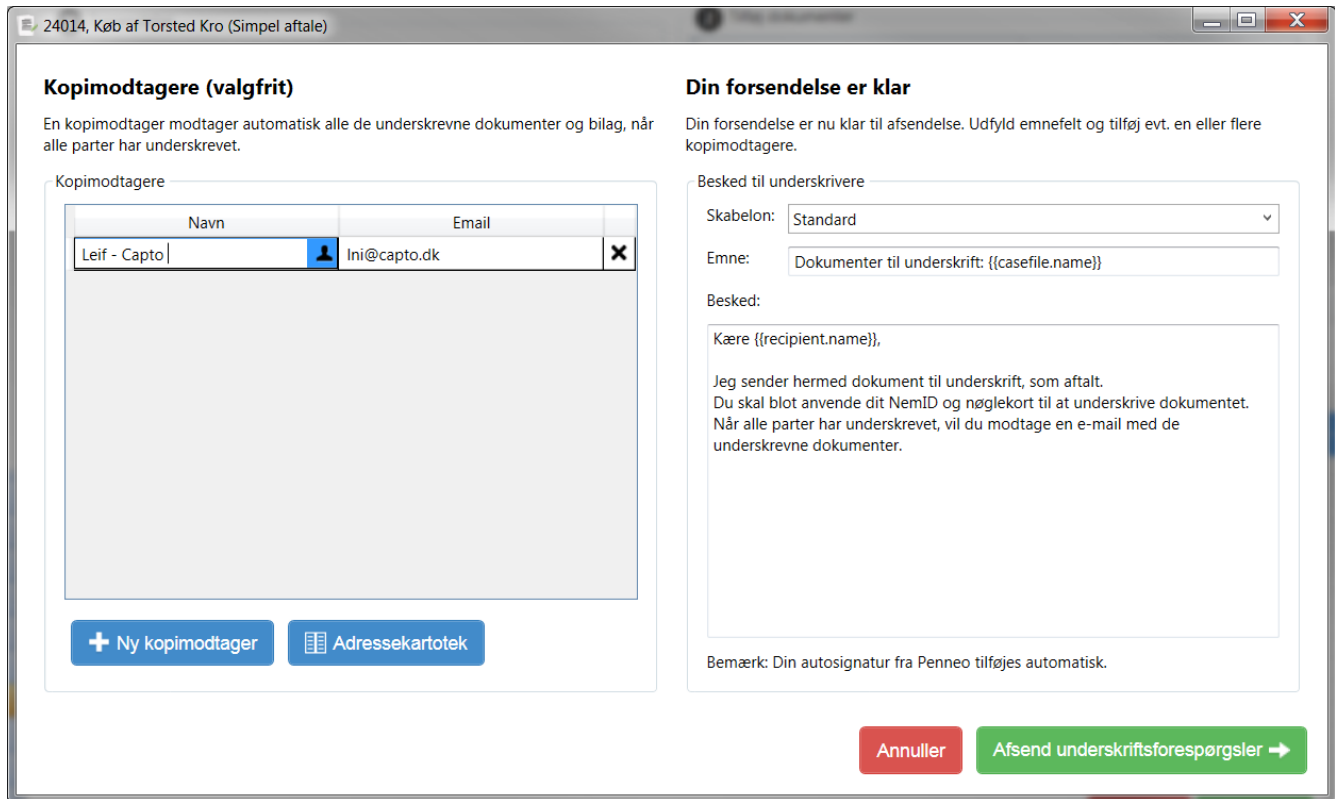 24014, Køb af Torsted Kro (Simpel aftale)
Tilføj dokumenter
Kopimodtagere (valgfrit)
En kopimodtager modtager automatisk alle de underskrevne dokumenter og bilag, når
alle parter har underskrevet.
Kopimodtagere
Navn Email
Leif - Capto lni@capto.dk
Ny kopimodtager
Adressekartotek
Din forsendelse er klar
Din forsendelse er nu klar til afsendelse. Udfyld emnefelt og tilføj evt. en eller flere
kopimodtagere.
Besked til underskrivere
Skabelon: Standard
Emne: Dokumenter til underskrift: {{casefile.name}}
Besked:
Kære {{recipient.name}},
Jeg sender hermed dokument til underskrift, som aftalt.
Du skal blot anvende dit NemID og nøglekort til at underskrive dokumentet.
Når alle parter har underskrevet, vil du modtage en e-mail med de
underskrevne dokumenter.
Bemærk: Din autosignatur fra Penneo tilføjes automatisk.
Annuller
Afsend underskriftsforespørgsler